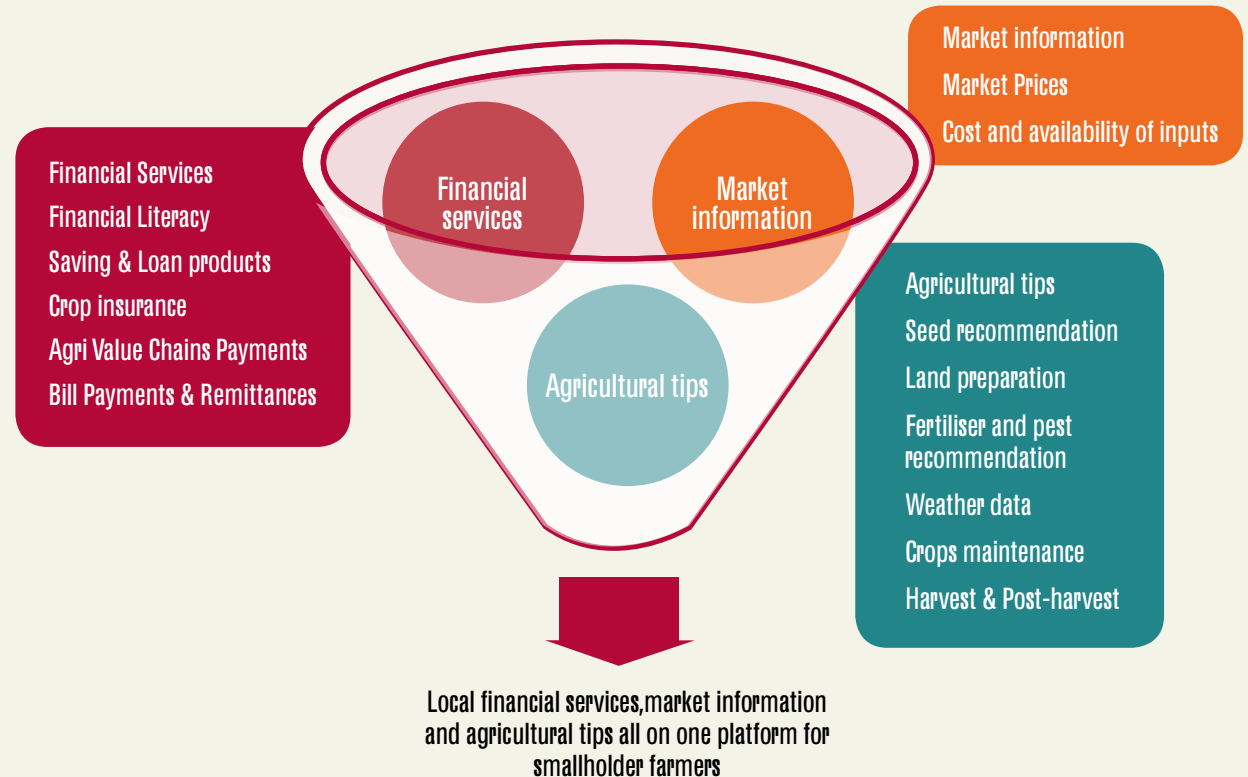 Market information
Market Prices
Cost and availability of inputs
Financial Services
Financial Literacy
Saving & Loan products
Crop insurance
Agri Value Chains Payments
Bill Payments & Remittances
Financial
services
Market
information
Agricultural tips
Agricultural tips
Seed recommendation
Land preparation
Fertiliser and pest
recommendation
Weather data
Crops maintenance
Harvest & Post-harvest
Local financial services,market information
and agricultural tips all on one platform for
smallholder farmers